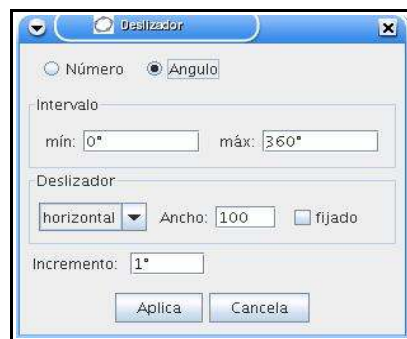 Deslizador
Número Angulo
Intervalo
mín: 0° máx: 360°
Deslizador
horizontal Ancho: 100 fijado
Incremento: 1°
Aplica Cancela